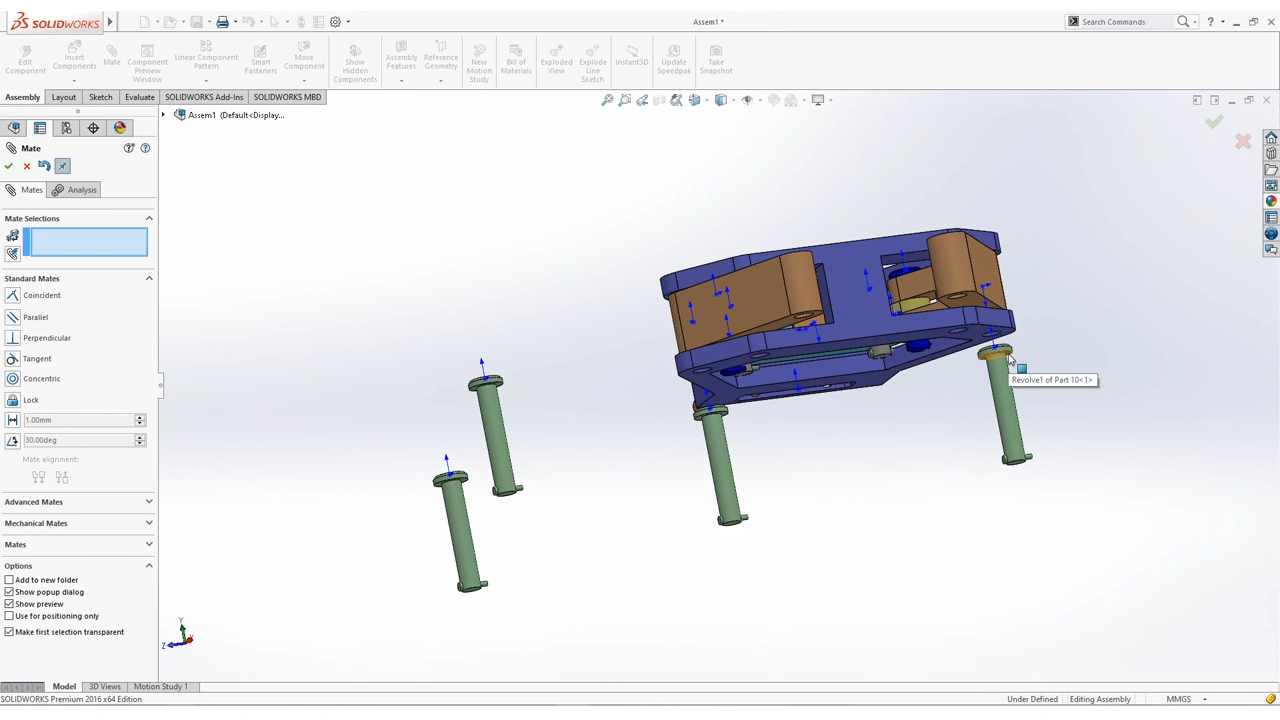 SOLIDWORKS
Assem1 *
Search Commands
?
Edit Component
Insert Components
Mate
Component Preview Window
Linear Component Pattern
Smart Fasteners
Move Component
Show Hidden Components
Assembly Features
Reference Geometry
New Motion Study
Bill of Materials
Exploded View
Explode Line Sketch
Instant3D
Update Speedpak
Take Snapshot
Assembly Layout Sketch Evaluate SOLIDWORKS Add-Ins SOLIDWORKS MBD
Assem1 (Default<Display...
Mate
Mates Analysis
Mate Selections
Standard Mates
Coincident
Parallel
Perpendicular
Tangent
Concentric
Lock
1.00mm
30.00deg
Mate alignment:
Advanced Mates
Mechanical Mates
Mates
Options
Add to new folder
Show popup dialog
Show preview
Use for positioning only
Make first selection transparent
Revolve1 of Part 10<1>
Y
Z
Model 3D Views Motion Study 1
SOLIDWORKS Premium 2016 x64 Edition
Under Defined Editing Assembly MMGS